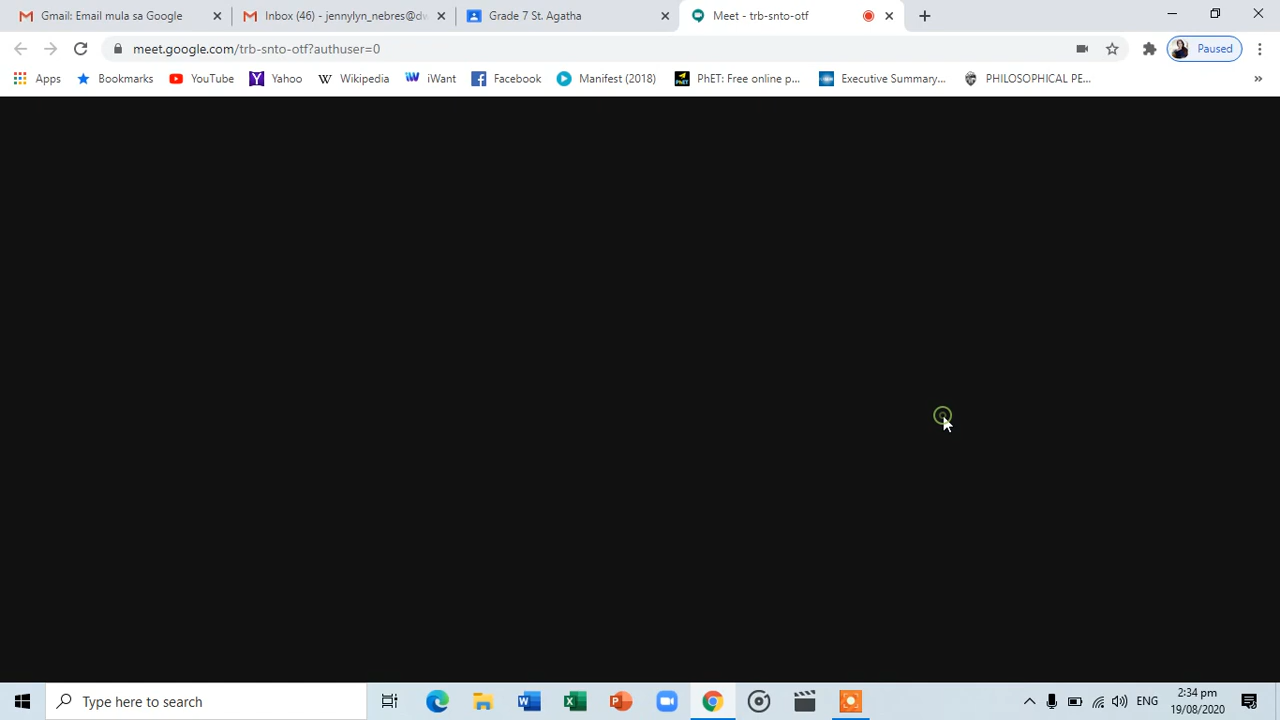 Gmail: Email mula sa Google
Inbox (46) - jennylyn_nebres@dw
Grade 7 St. Agatha
Meet - trb-snto-otf
meet.google.com/trb-snto-otf?authuser=0
Paused
Apps
Bookmarks
YouTube
Yahoo
Wikipedia
iWant
Facebook
Manifest (2018)
PhET: Free online p...
Executive Summary...
PHILOSOPHICAL PE...
Type here to search
ENG
2:34 pm
19/08/2020